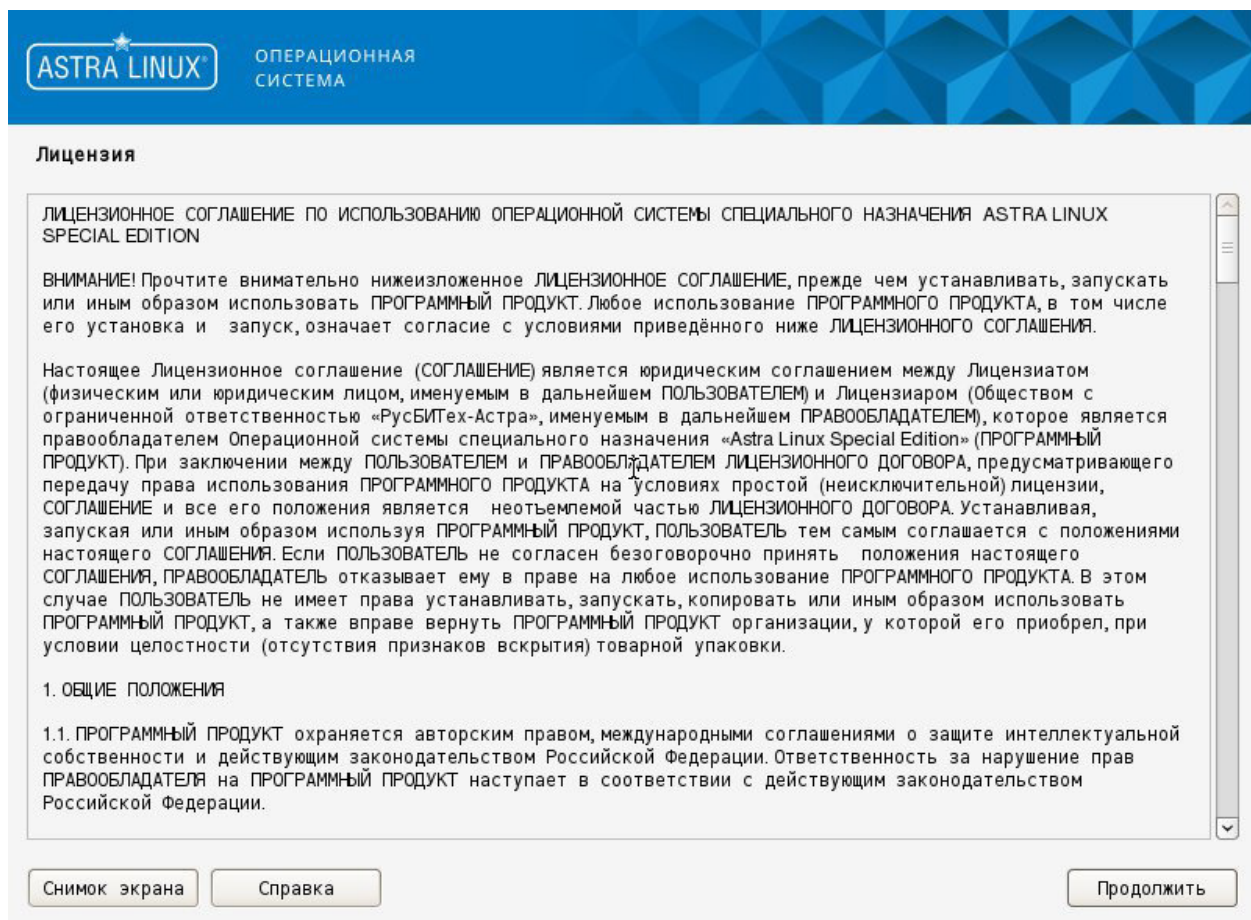 ASTRA LINUX®
ОПЕРАЦИОННАЯ
СИСТЕМА
Лицензия
ЛИЦЕНЗИОННОЕ СОГЛАШЕНИЕ ПО ИСПОЛЬЗОВАНИЮ ОПЕРАЦИОННОЙ СИСТЕМЫ СПЕЦИАЛЬНОГО НАЗНАЧЕНИЯ ASTRA LINUX
SPECIAL EDITION
ВНИМАНИЕ! Прочтите внимательно нижеизложенное ЛИЦЕНЗИОННОЕ СОГЛАШЕНИЕ, прежде чем устанавливать, запускать
или иным образом использовать ПРОГРАММНЫЙ ПРОДУКТ. Любое использование ПРОГРАММНОГО ПРОДУКТА, в том числе
его установка и запуск, означает согласие с условиями приведённого ниже ЛИЦЕНЗИОННОГО СОГЛАШЕНИЯ.
Настоящее Лицензионное соглашение (СОГЛАШЕНИЕ) является юридическим соглашением между Лицензиатом
(физическим или юридическим лицом, именуемым в дальнейшем ПОЛЬЗОВАТЕЛЕМ) и Лицензиаром (Обществом с
ограниченной ответственностью «РусБИТех-Астра», именуемым в дальнейшем ПРАВООБЛАДАТЕЛЕМ), которое является
правообладателем Операционной системы специального назначения «Astra Linux Special Edition» (ПРОГРАММНЫЙ
ПРОДУКТ). При заключении между ПОЛЬЗОВАТЕЛЕМ и ПРАВООБЛАДАТЕЛЕМ ЛИЦЕНЗИОННОГО ДОГОВОРА, предусматривающего
передачу права использования ПРОГРАММНОГО ПРОДУКТА на условиях простой (неисключительной) лицензии,
СОГЛАШЕНИЕ и все его положения является неотъемлемой частью ЛИЦЕНЗИОННОГО ДОГОВОРА. Устанавливая,
запуская или иным образом используя ПРОГРАММНЫЙ ПРОДУКТ, ПОЛЬЗОВАТЕЛЬ тем самым соглашается с положениями
настоящего СОГЛАШЕНИЯ. Если ПОЛЬЗОВАТЕЛЬ не согласен безоговорочно принять положения настоящего
СОГЛАШЕНИЯ, ПРАВООБЛАДАТЕЛЬ отказывает ему в праве на любое использование ПРОГРАММНОГО ПРОДУКТА. В этом
случае ПОЛЬЗОВАТЕЛЬ не имеет права устанавливать, запускать, копировать или иным образом использовать
ПРОГРАММНЫЙ ПРОДУКТ, а также вправе вернуть ПРОГРАММНЫЙ ПРОДУКТ организации, у которой его приобрел, при
условии целостности (отсутствия признаков вскрытия) товарной упаковки.
1. ОБЩИЕ ПОЛОЖЕНИЯ
1.1. ПРОГРАММНЫЙ ПРОДУКТ охраняется авторским правом, международными соглашениями о защите интеллектуальной
собственности и действующим законодательством Российской Федерации. Ответственность за нарушение прав
ПРАВООБЛАДАТЕЛЯ на ПРОГРАММНЫЙ ПРОДУКТ наступает в соответствии с действующим законодательством
Российской Федерации.
Снимок экрана
Справка
Продолжить